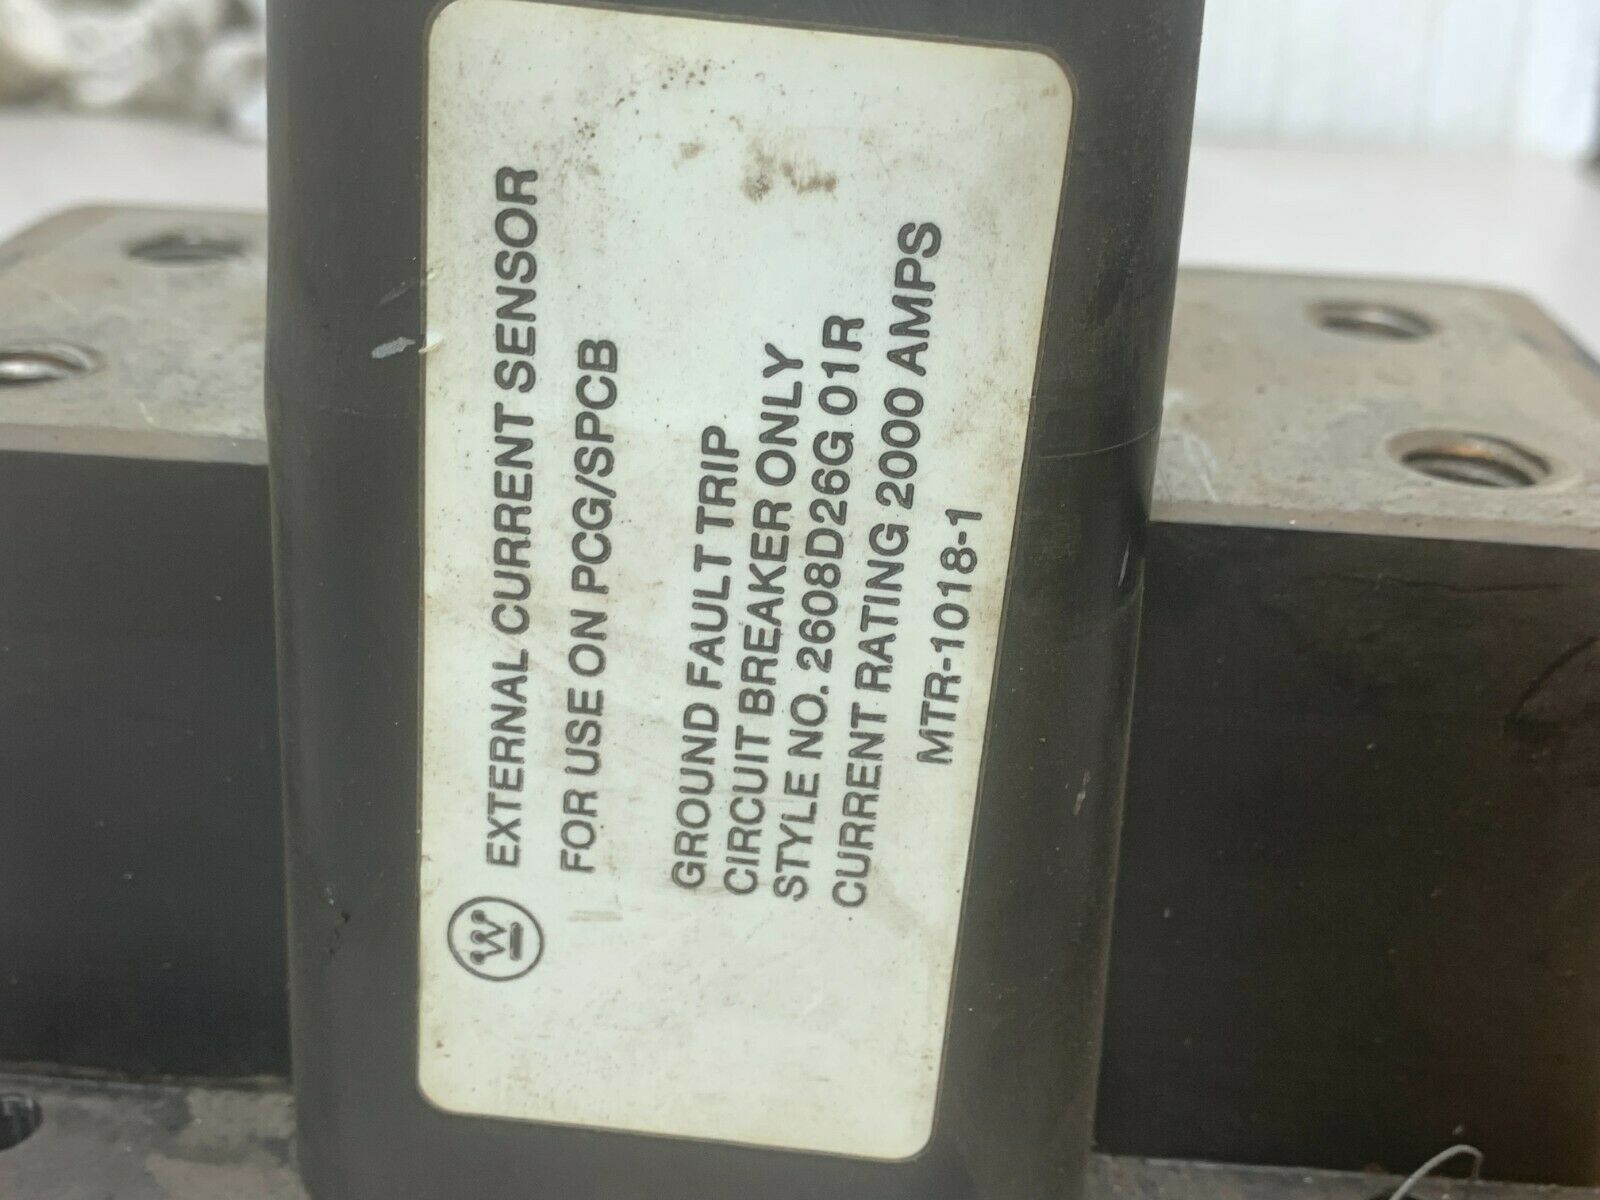 EXTERNAL CURRENT SENSOR
FOR USE ON PCG/SPCB
GROUND FAULT TRIP
CIRCUIT BREAKER ONLY
STYLE NO. 2608D26G 01R
CURRENT RATING 2000 AMPS
MTR-1018-1